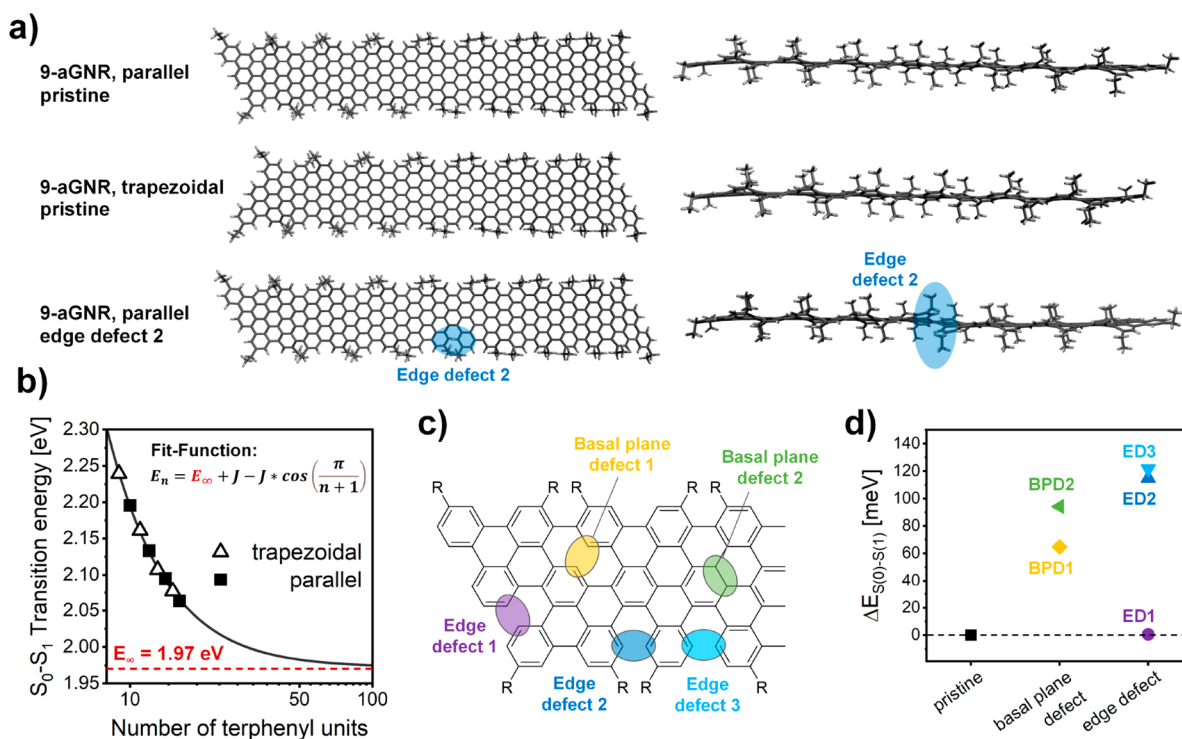 a)
9-aGNR, parallel
pristine
9-aGNR, trapezoidal
pristine
Edge
defect 2
9-aGNR, parallel
edge defect 2
Edge defect 2
b)
S₀-S₁ Transition energy [eV]
2.30
2.25
2.20
2.15
2.10
2.05
2.00
1.95
Fit-Function:
Eₙ = E∞ + J − J * cos(π/(n + 1))
trapezoidal
parallel
E∞ = 1.97 eV
10
50
100
Number of terphenyl units
c)
Basal plane
defect 1
Basal plane
defect 2
R
R
R
R
R
Edge
defect 1
R
R
R
R
Edge
defect 2
Edge
defect 3
d)
ΔE S(0)-S(1) [meV]
140
120
100
80
60
40
20
0
ED3
ED2
BPD2
BPD1
ED1
pristine
basal plane
defect
edge defect